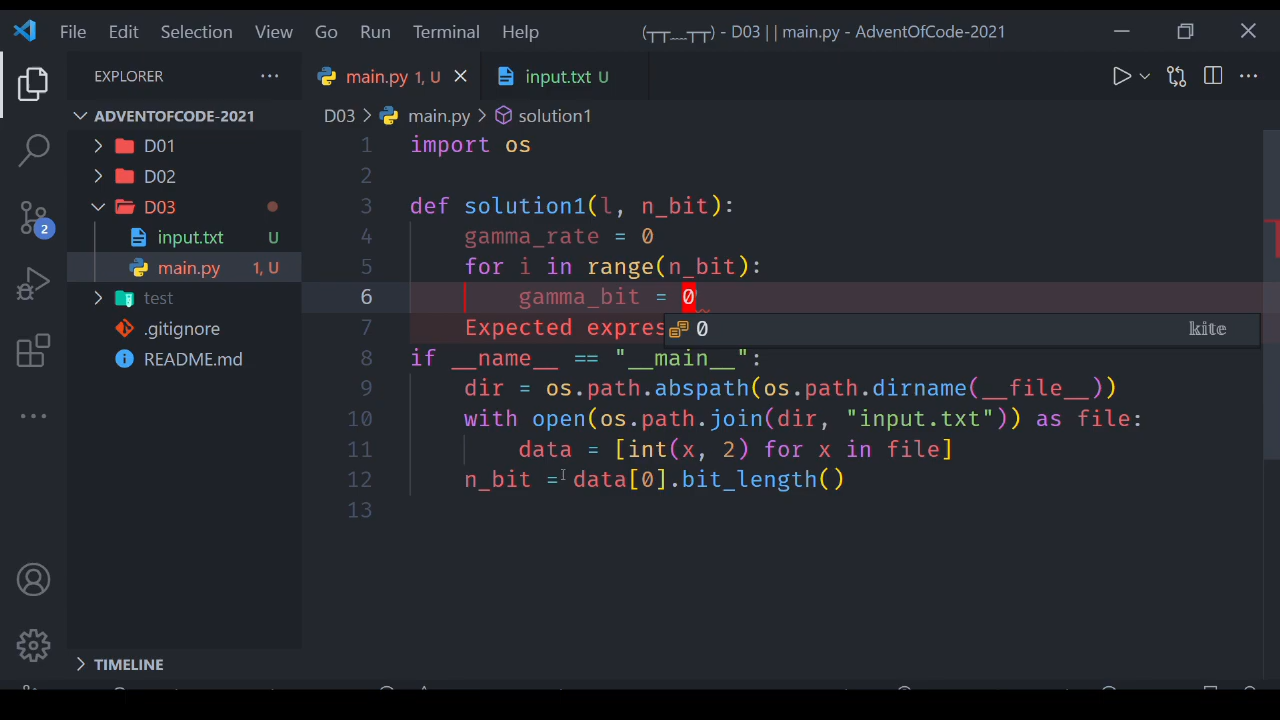 File Edit Selection View Go Run Terminal Help (┬┬﹏┬┬) - D03 | | main.py - AdventOfCode-2021
EXPLORER
main.py 1, U
input.txt U
ADVENTOFCODE-2021
D03 > main.py > solution1
D01
D02
D03
input.txt U
main.py 1, U
test
.gitignore
README.md
TIMELINE
2
1 import os
2
3 def solution1(l, n_bit):
4 gamma_rate = 0
5 for i in range(n_bit):
6 gamma_bit = 0
7 Expected expres
0 kite
8 if __name__ == "__main__":
9 dir = os.path.abspath(os.path.dirname(__file__))
10 with open(os.path.join(dir, "input.txt")) as file:
11 data = [int(x, 2) for x in file]
12 n_bit = data[0].bit_length()
13